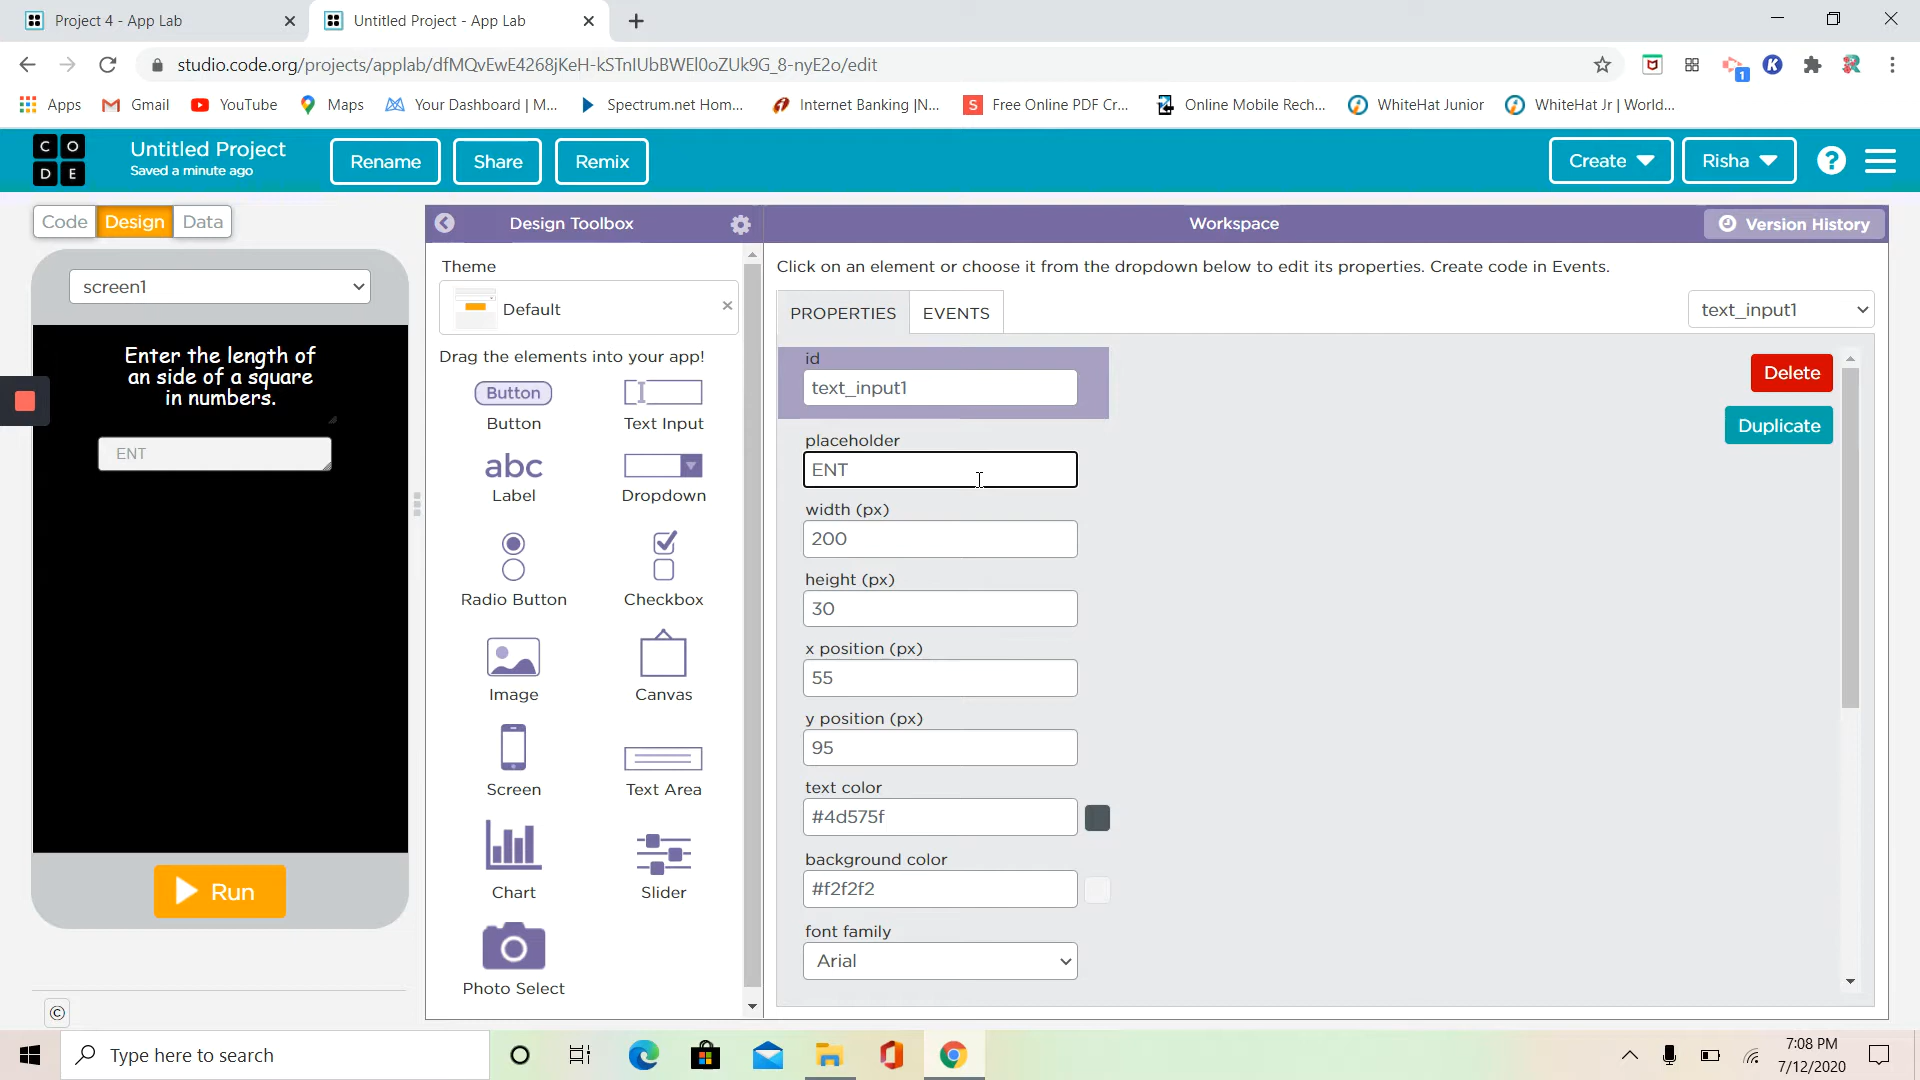 Project 4 - App Lab
Untitled Project - App Lab
studio.code.org/projects/applab/dfMQvEwE4268jKeH-kSTnIUbBWEl0oZUk9G_8-nyE2o/edit
1
K
Apps
Gmail
YouTube
Maps
Your Dashboard | M...
Spectrum.net Hom...
Internet Banking |N...
S
Free Online PDF Cr...
Online Mobile Rech...
WhiteHat Junior
WhiteHat Jr | World...
C O
D E
Untitled Project
Saved a minute ago
Rename
Share
Remix
Create
Risha
?
Code
Design
Data
Design Toolbox
Workspace
Version History
screen1
Enter the length of
an side of a square
in numbers.
ENT
Run
©
Theme
Default
Drag the elements into your app!
Button
Button
Text Input
abc
Label
Dropdown
Radio Button
Checkbox
Image
Canvas
Screen
Text Area
Chart
Slider
Photo Select
Click on an element or choose it from the dropdown below to edit its properties. Create code in Events.
PROPERTIES
EVENTS
text_input1
id
text_input1
Delete
Duplicate
placeholder
ENT
width (px)
200
height (px)
30
x position (px)
55
y position (px)
95
text color
#4d575f
background color
#f2f2f2
font family
Arial
Type here to search
7:08 PM
7/12/2020